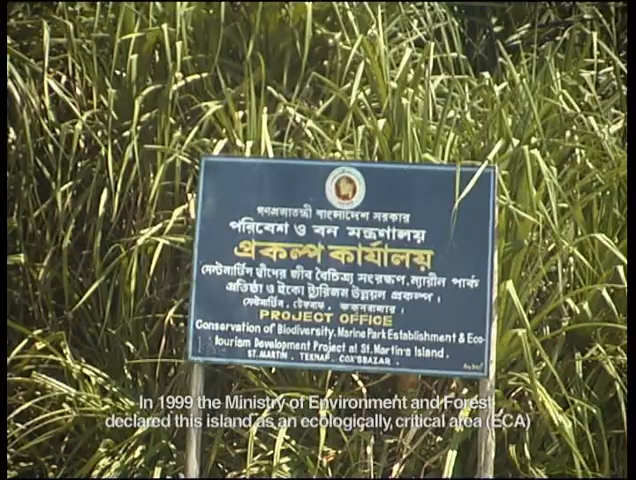 গণপ্রজাতন্ত্রী বাংলাদেশ সরকার
পরিবেশ ও বন মন্ত্রণালয়
প্রকল্প কার্যালয়
সেন্টমার্টিন দ্বীপের জীব বৈচিত্র্য সংরক্ষণ, ম্যারীন পার্ক
প্রতিষ্ঠা ও ইকো ট্যুরিজম উন্নয়ন প্রকল্প।
সেন্টমার্টিন, টেকনাফ, কক্সবাজার।
PROJECT OFFICE
Conservation of Biodiversity, Marine Park Establishment & Eco-
tourism Development Project at St. Martin's Island.
ST. MARTIN . TEKNAF . COX'SBAZAR .
In 1999 the Ministry of Environment and Forest
declared this island as an ecologically, critical area (ECA)